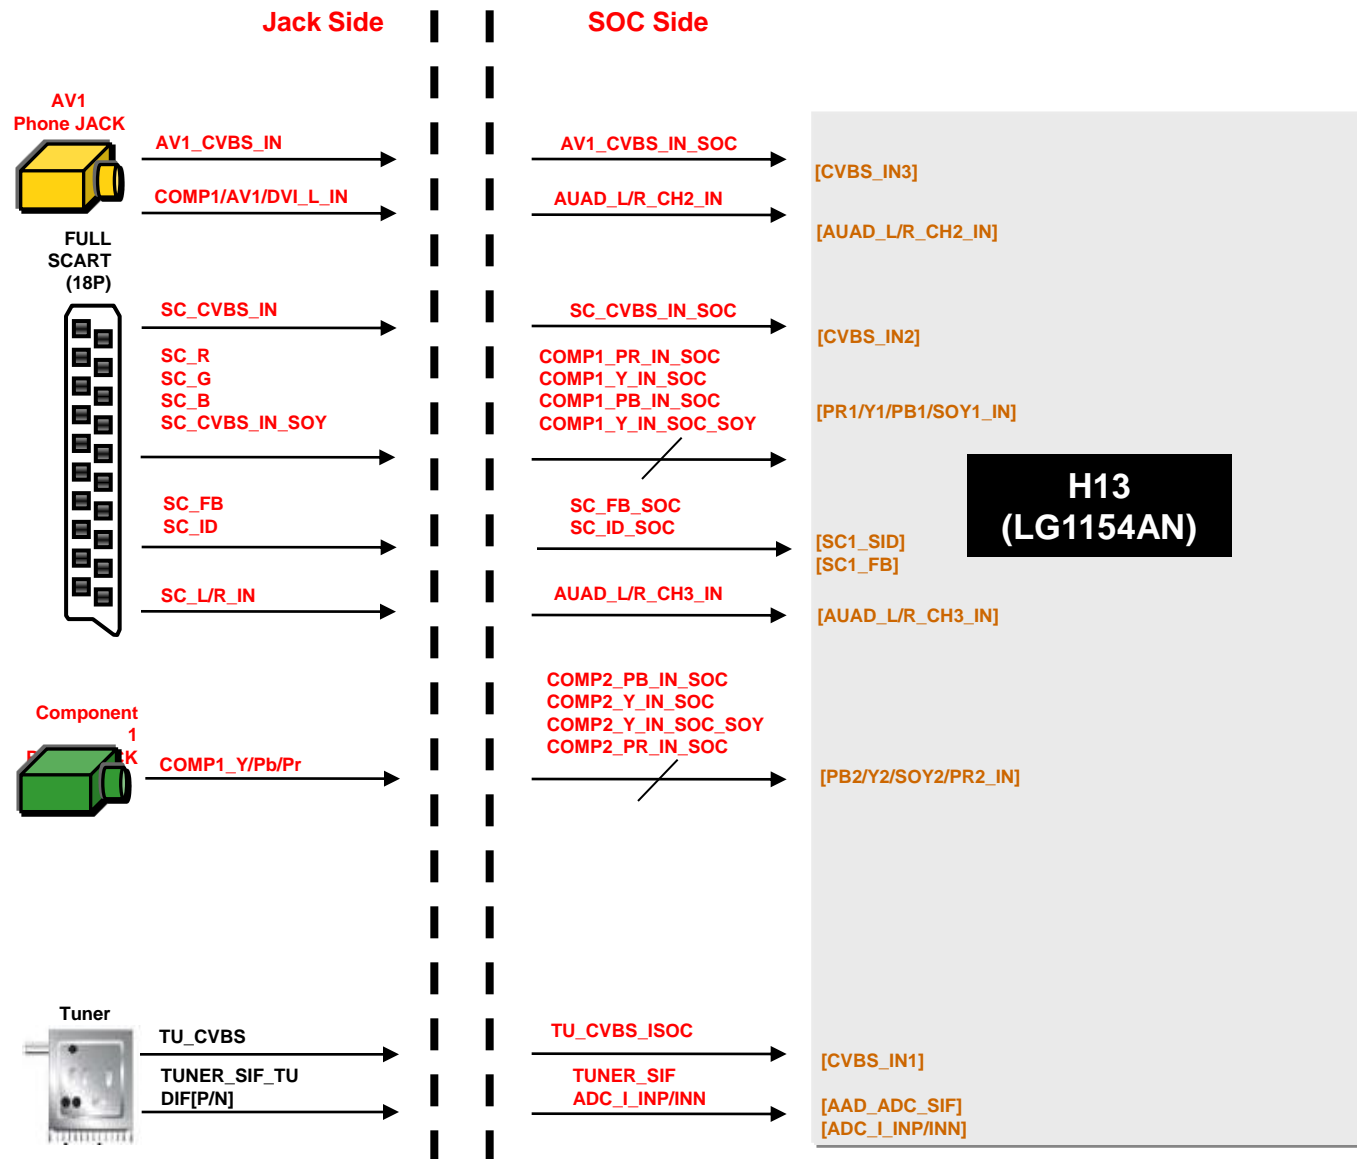 Jack Side
SOC Side
AV1
Phone JACK
AV1_CVBS_IN
AV1_CVBS_IN_SOC
[CVBS_IN3]
COMP1/AV1/DVI_L_IN
AUAD_L/R_CH2_IN
[AUAD_L/R_CH2_IN]
FULL
SCART
(18P)
SC_CVBS_IN
SC_CVBS_IN_SOC
[CVBS_IN2]
SC_R
SC_G
SC_B
SC_CVBS_IN_SOY
COMP1_PR_IN_SOC
COMP1_Y_IN_SOC
COMP1_PB_IN_SOC
COMP1_Y_IN_SOC_SOY
[PR1/Y1/PB1/SOY1_IN]
H13
(LG1154AN)
SC_FB
SC_ID
SC_FB_SOC
SC_ID_SOC
[SC1_SID]
[SC1_FB]
SC_L/R_IN
AUAD_L/R_CH3_IN
[AUAD_L/R_CH3_IN]
Component
1
COMP1_Y/Pb/Pr
COMP2_PB_IN_SOC
COMP2_Y_IN_SOC
COMP2_Y_IN_SOC_SOY
COMP2_PR_IN_SOC
[PB2/Y2/SOY2/PR2_IN]
Tuner
TU_CVBS
TU_CVBS_ISOC
[CVBS_IN1]
TUNER_SIF_TU
DIF[P/N]
TUNER_SIF
ADC_I_INP/INN
[AAD_ADC_SIF]
[ADC_I_INP/INN]